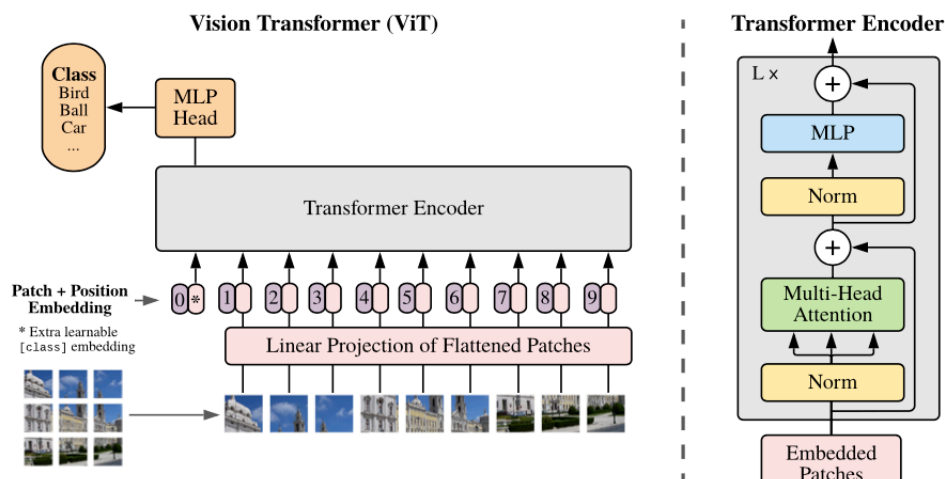 Vision Transformer (ViT)
Class
Bird
Ball
Car
...
MLP
Head
Transformer Encoder
Patch + Position
Embedding
* Extra learnable
[class] embedding
0 * 1 2 3 4 5 6 7 8 9
Linear Projection of Flattened Patches
Transformer Encoder
L ×
+
MLP
Norm
+
Multi-Head
Attention
Norm
Embedded
Patches